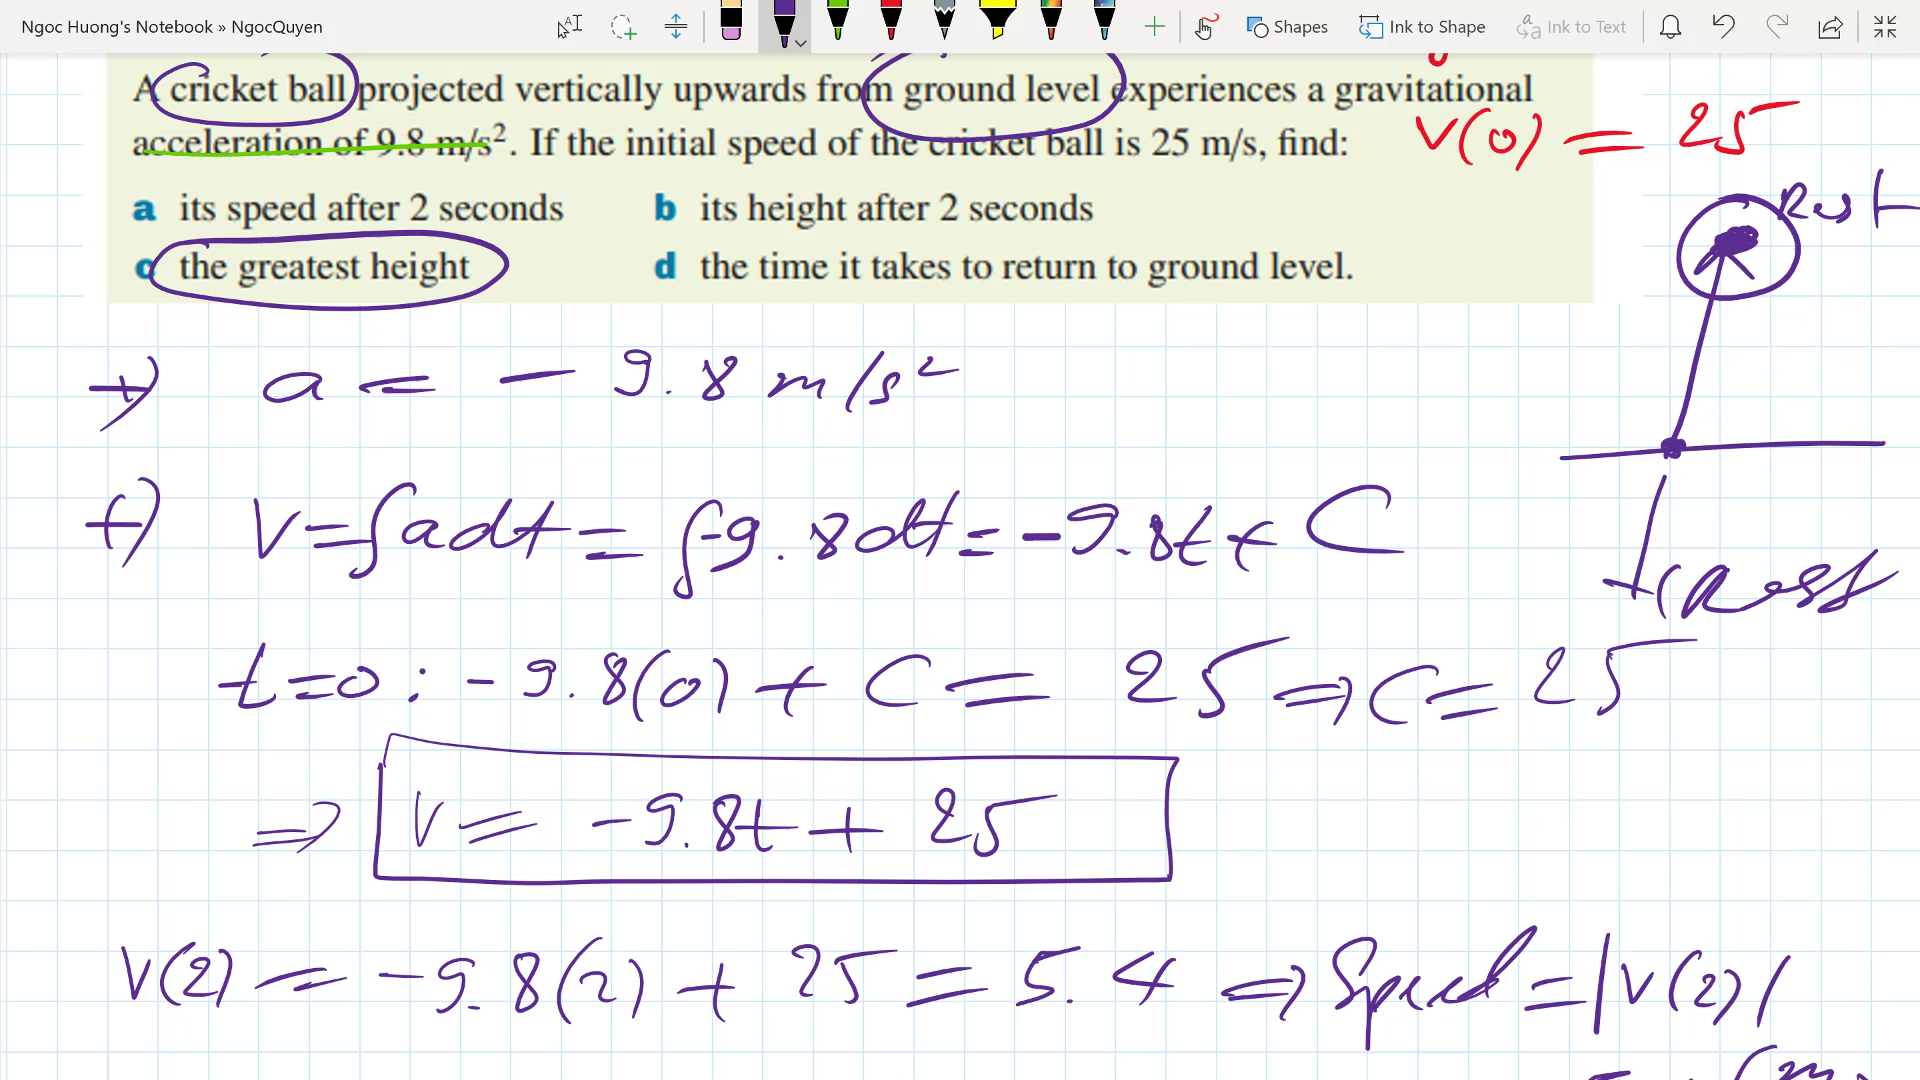 Ngoc Huong's Notebook » NgocQuyen
Shapes
Ink to Shape
Ink to Text
A cricket ball projected vertically upwards from ground level experiences a gravitational
acceleration of 9.8 m/s². If the initial speed of the cricket ball is 25 m/s, find:
V(0) = 25
a its speed after 2 seconds b its height after 2 seconds
Rest
c the greatest height d the time it takes to return to ground level.
+) a = - 9.8 m/s²
+) V = ∫adt = ∫-9.8dt = -9.8t + C
Rest
t=0 : -9.8(0) + C = 25 ⇒ C = 25
⇒ V = -9.8t + 25
V(2) = -9.8(2) + 25 = 5.4 ⇒ Speed = |V(2)|